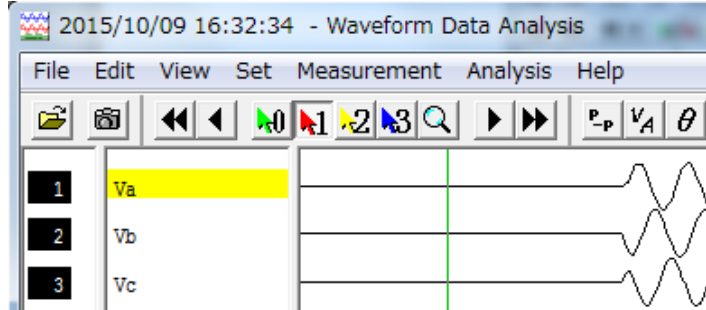 2015/10/09 16:32:34 - Waveform Data Analysis
File Edit View Set Measurement Analysis Help
0 1 2 3 P-P VA θ
1 Va
2 Vb
3 Vc